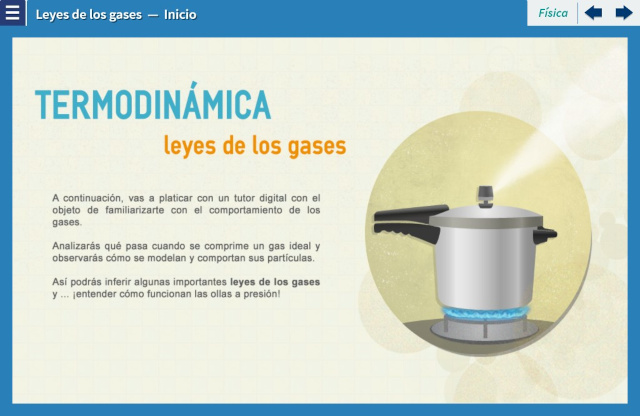 Leyes de los gases — Inicio
Física
TERMODINÁMICA
leyes de los gases
A continuación, vas a platicar con un tutor digital con el
objeto de familiarizarte con el comportamiento de los
gases.
Analizarás qué pasa cuando se comprime un gas ideal y
observarás cómo se modelan y comportan sus partículas.
Así podrás inferir algunas importantes leyes de los gases
y ... ¡entender cómo funcionan las ollas a presión!